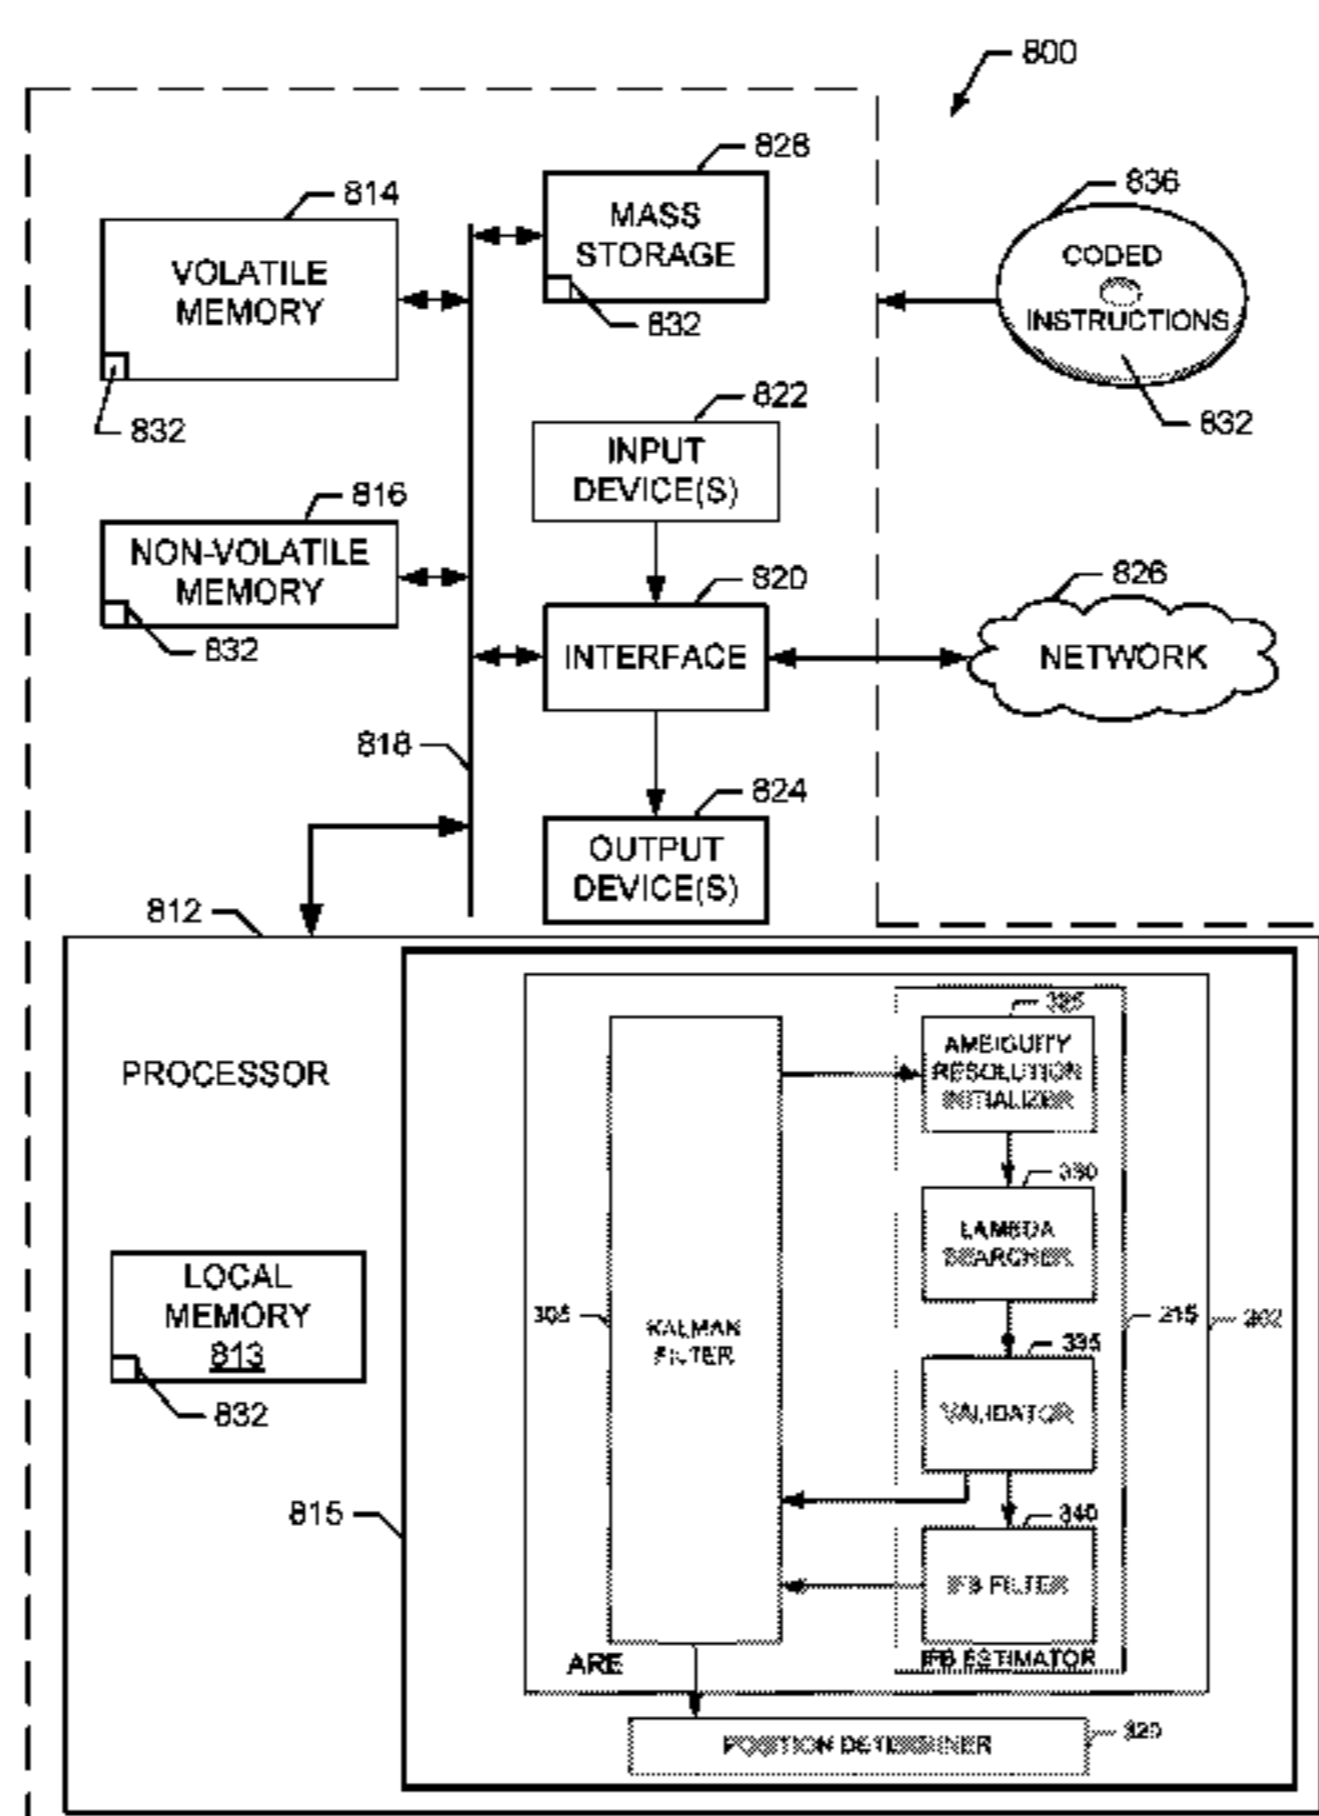 800
828
836
814
MASS
STORAGE
CODED
VOLATILE
MEMORY
INSTRUCTIONS
832
822
832
832
INPUT
DEVICE(S)
816
820
826
NON-VOLATILE
MEMORY
832
INTERFACE
NETWORK
818
824
OUTPUT
DEVICE(S)
812
325
AMBIGUITY
RESOLUTION
INITIALIZER
PROCESSOR
330
LAMBDA
SEARCHER
LOCAL
MEMORY
813
305
KALMAN
FILTER
215
335
832
VALIDATOR
815
340
IFB FILTER
ARE
IFB ESTIMATOR
POSITION DETERMINER